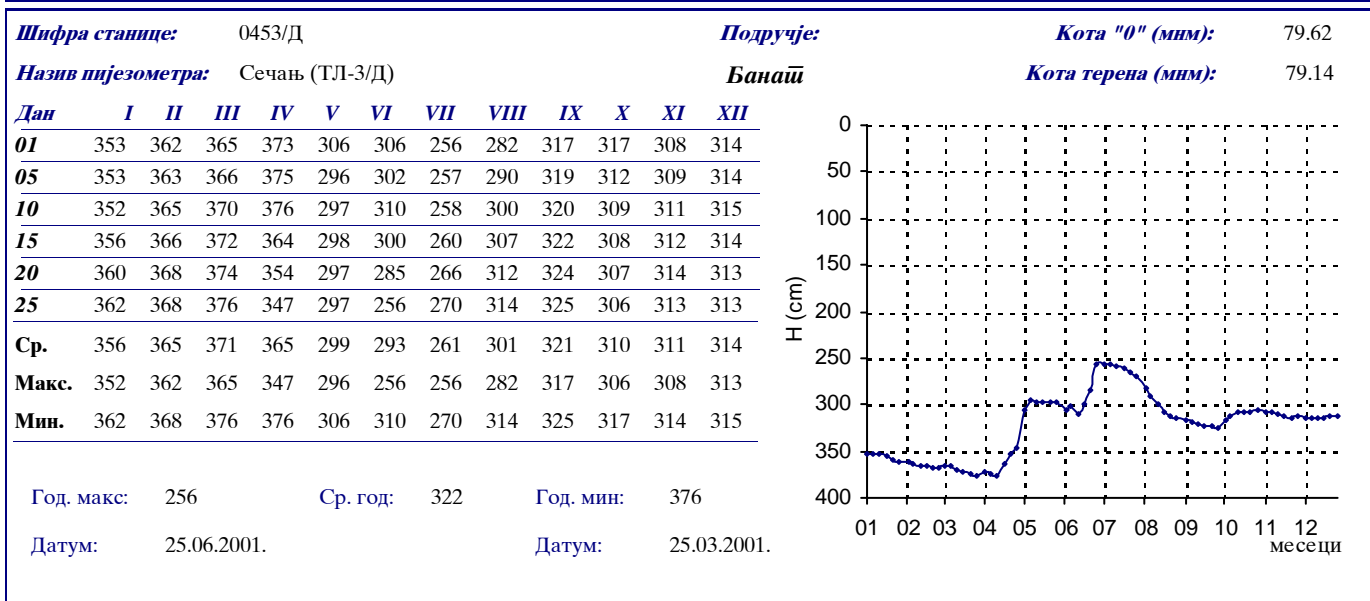 Шифра станице: 0453/Д Подручје: Кота "0" (мнм): 79.62
Назив пијезометра: Сечањ (ТЛ-3/Д) Банат Кота терена (мнм): 79.14
Дан I II III IV V VI VII VIII IX X XI XII
01 353 362 365 373 306 306 256 282 317 317 308 314
05 353 363 366 375 296 302 257 290 319 312 309 314
10 352 365 370 376 297 310 258 300 320 309 311 315
15 356 366 372 364 298 300 260 307 322 308 312 314
20 360 368 374 354 297 285 266 312 324 307 314 313
25 362 368 376 347 297 256 270 314 325 306 313 313
Ср. 356 365 371 365 299 293 261 301 321 310 311 314
Макс. 352 362 365 347 296 256 256 282 317 306 308 313
Мин. 362 368 376 376 306 310 270 314 325 317 314 315
Год. макс: 256 Ср. год: 322 Год. мин: 376
Датум: 25.06.2001. Датум: 25.03.2001.
0
50
100
150
200
250
300
350
400
H (cm)
01 02 03 04 05 06 07 08 09 10 11 12
месеци